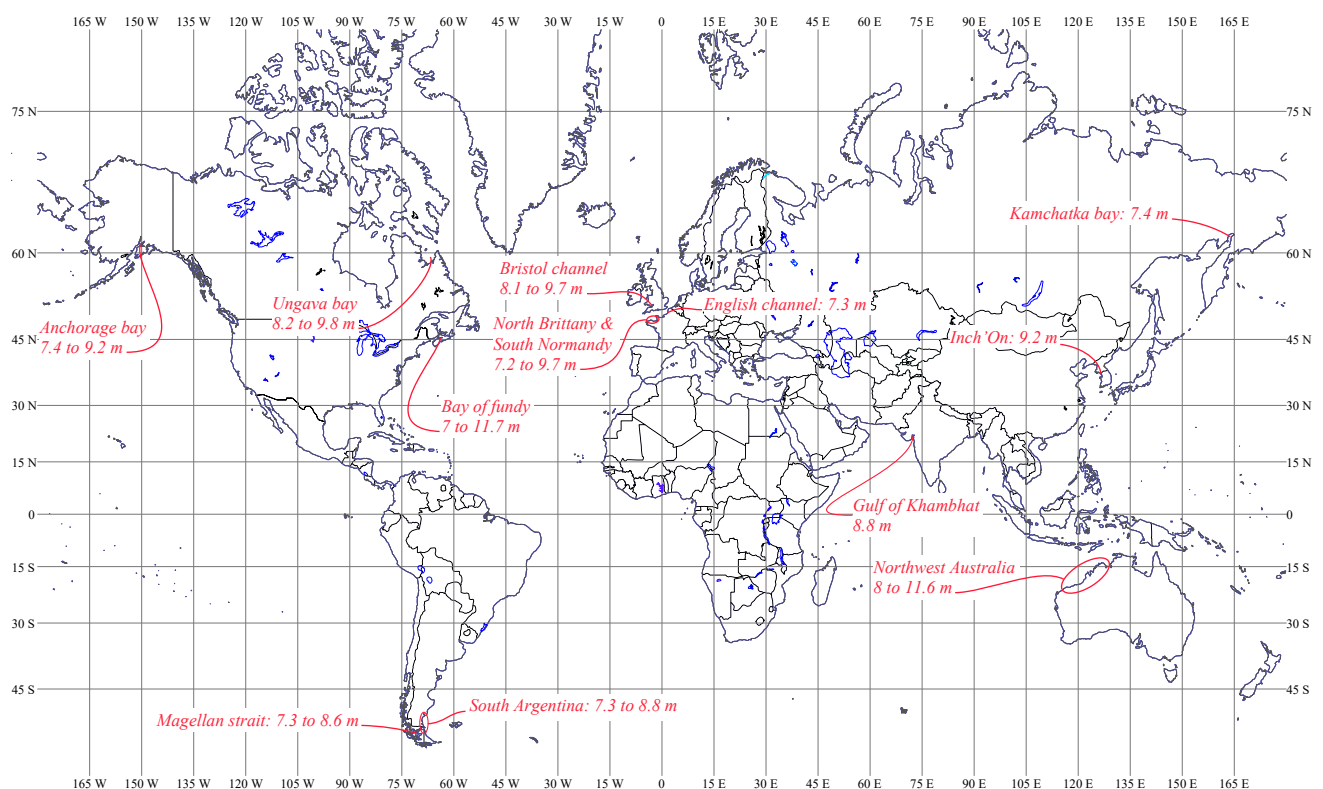 165 W 150 W 135 W 120 W 105 W 90 W 75 W 60 W 45 W 30 W 15 W 0 15 E 30 E 45 E 60 E 75 E 90 E 105 E 120 E 135 E 150 E 165 E
75 N 75 N
Kamchatka bay: 7.4 m
60 N 60 N
Bristol channel
8.1 to 9.7 m
English channel: 7.3 m
Ungava bay
8.2 to 9.8 m
North Brittany &
South Normandy
7.2 to 9.7 m
Anchorage bay
7.4 to 9.2 m
Inch'On: 9.2 m
45 N 45 N
Bay of fundy
7 to 11.7 m
30 N 30 N
15 N 15 N
Gulf of Khambhat
8.8 m
0 0
Northwest Australia
8 to 11.6 m
15 S 15 S
30 S 30 S
45 S 45 S
South Argentina: 7.3 to 8.8 m
Magellan strait: 7.3 to 8.6 m
165 W 150 W 135 W 120 W 105 W 90 W 75 W 60 W 45 W 30 W 15 W 0 15 E 30 E 45 E 60 E 75 E 90 E 105 E 120 E 135 E 150 E 165 E